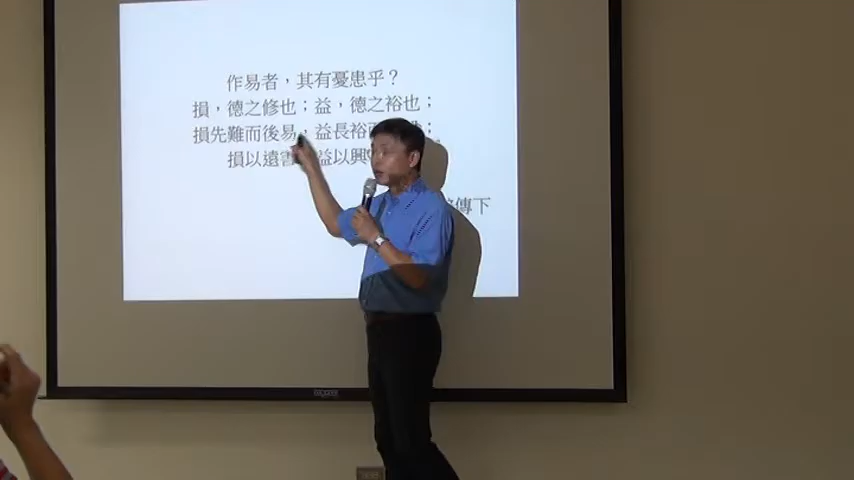 作易者，其有憂患乎？
損，德之修也；益，德之裕也；
損先難而後易，益長裕
損以遠害 益以興
傳下